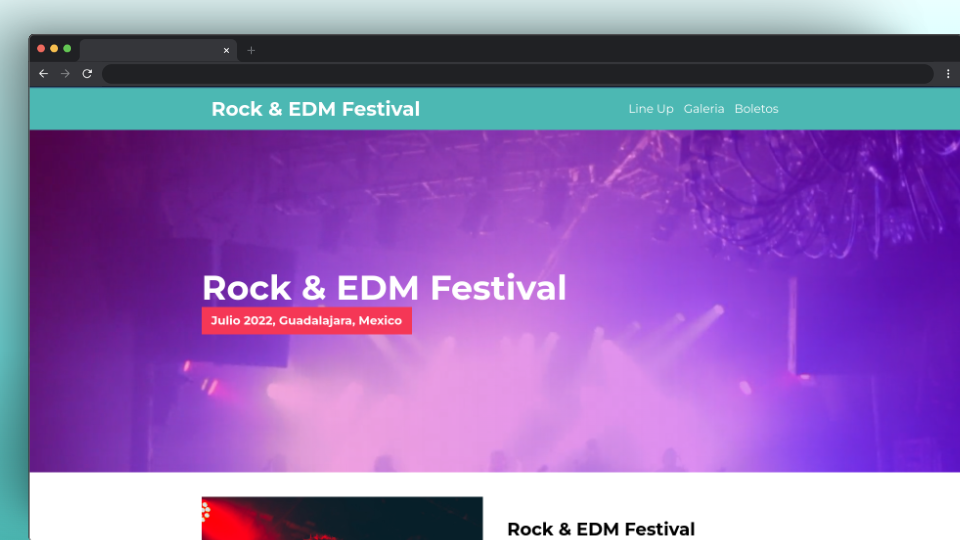 Rock & EDM Festival
Line Up Galeria Boletos
Rock & EDM Festival
Julio 2022, Guadalajara, Mexico
Rock & EDM Festival